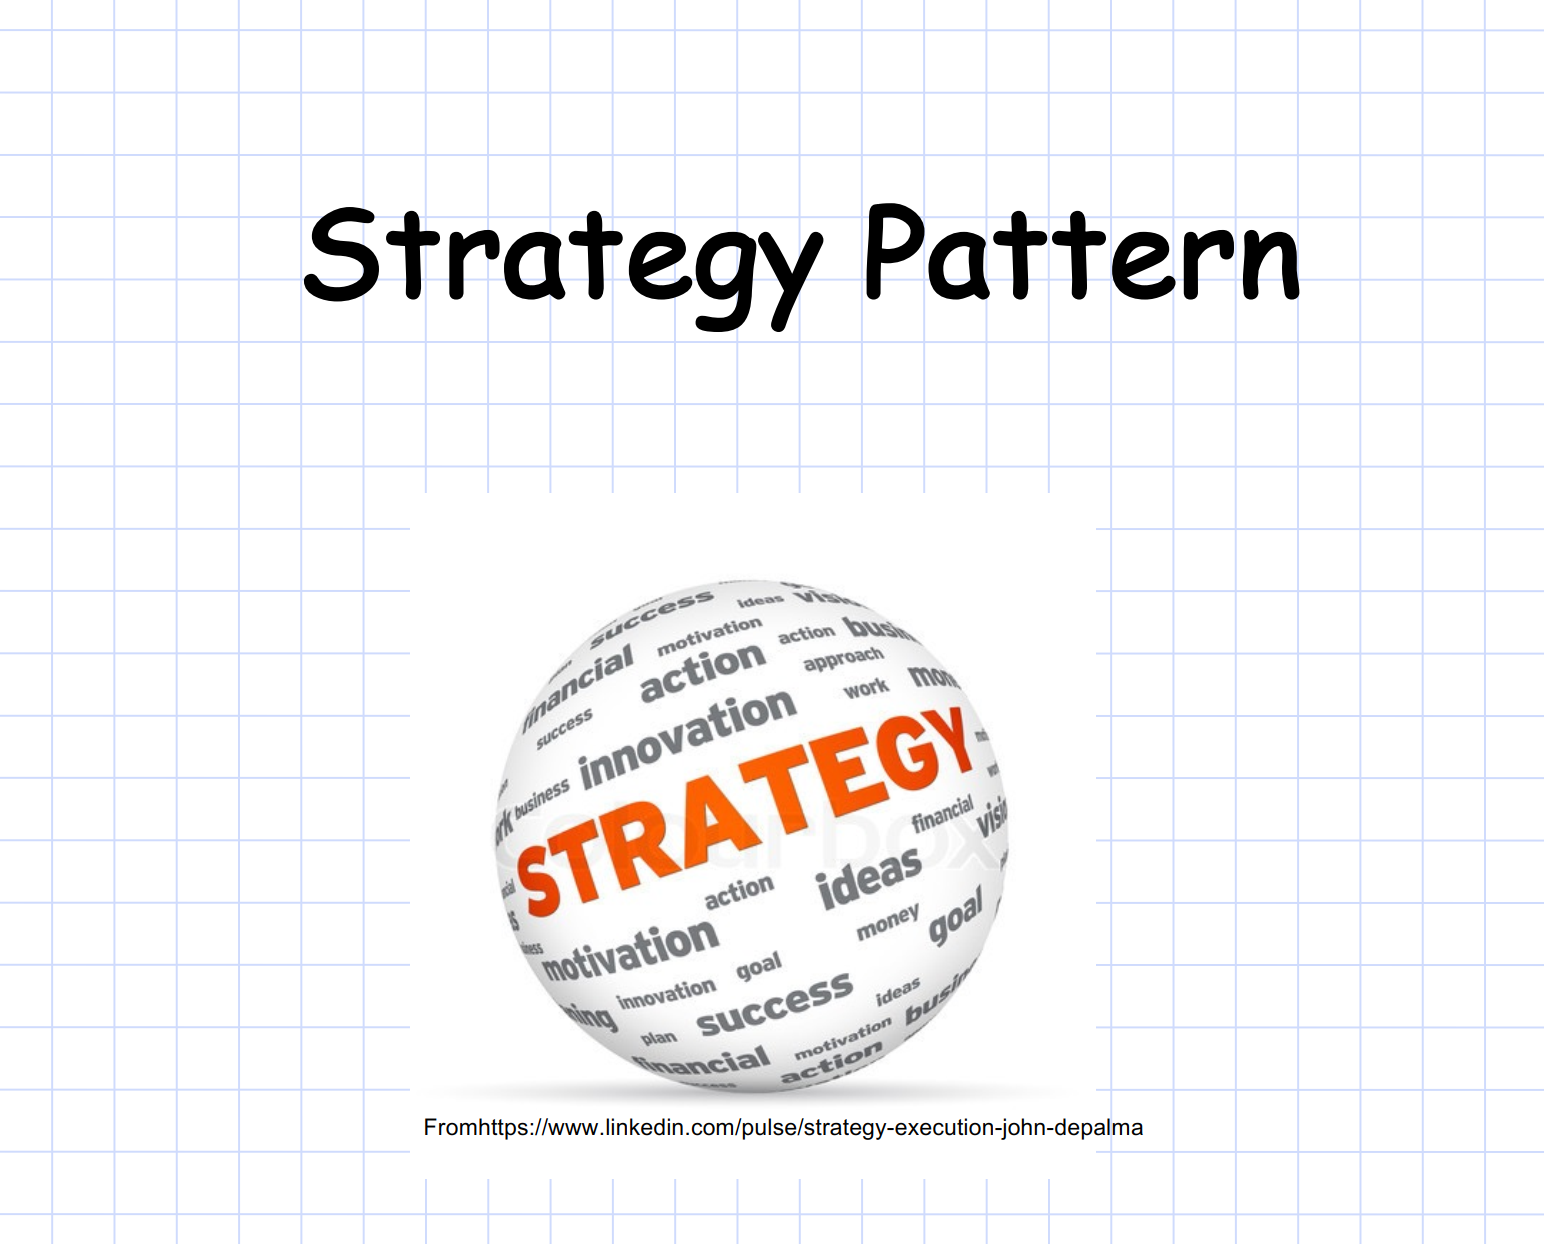 Strategy Pattern
success ideas
motivation action
financial action approach
success innovation work
business
STRATEGY
financial
action ideas
motivation money goal
innovation goal
success ideas
plan
financial motivation
action
Fromhttps://www.linkedin.com/pulse/strategy-execution-john-depalma